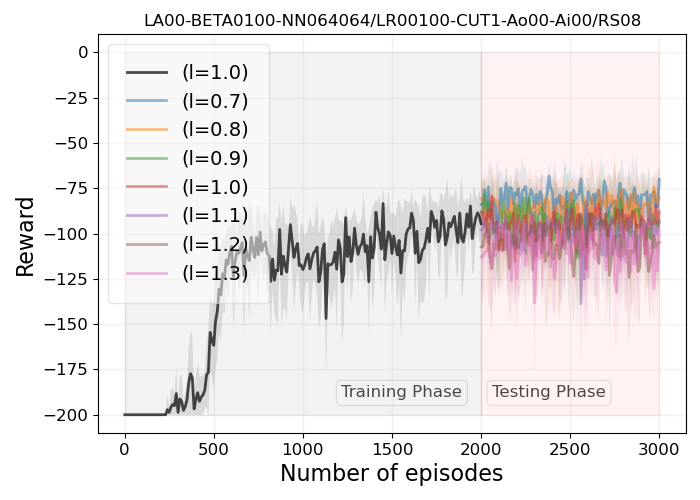 LA00-BETA0100-NN064064/LR00100-CUT1-Ao00-Ai00/RS08
0
−25
−50
−75
−100
−125
−150
−175
−200
Reward
(l=1.0)
(l=0.7)
(l=0.8)
(l=0.9)
(l=1.0)
(l=1.1)
(l=1.2)
(l=1.3)
Training Phase
Testing Phase
0
500
1000
1500
2000
2500
3000
Number of episodes